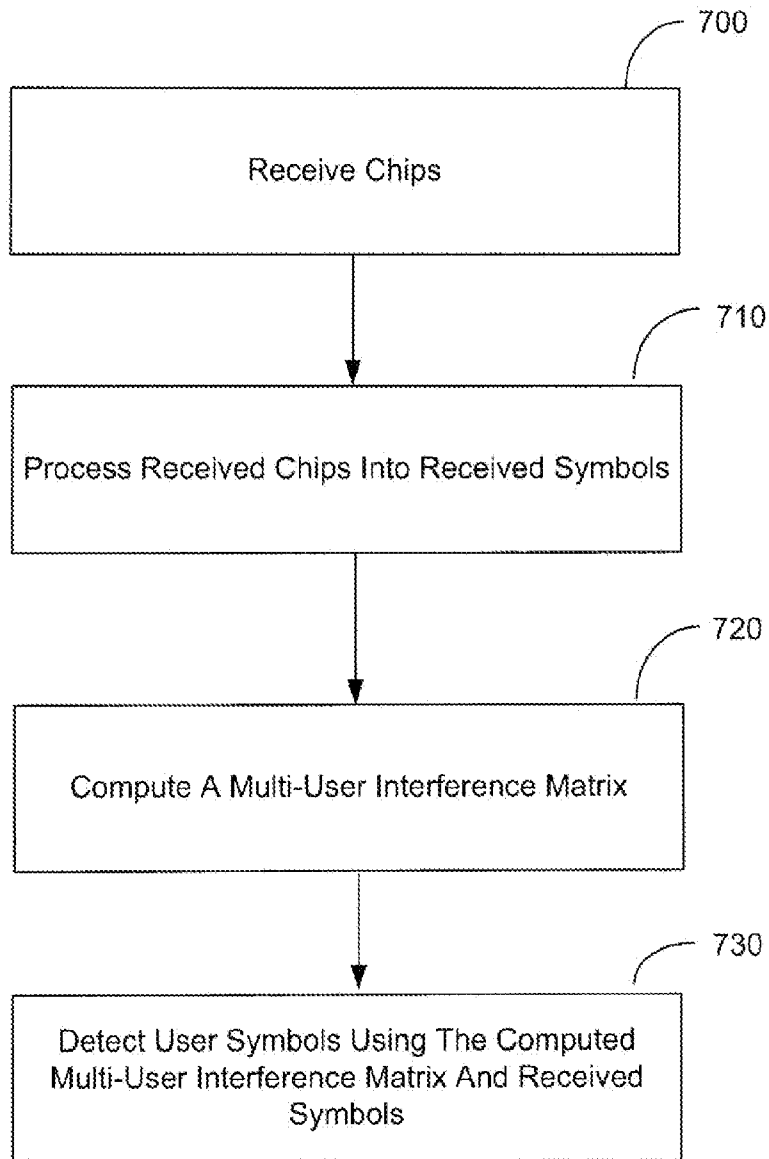 700
Receive Chips
710
Process Received Chips Into Received Symbols
720
Compute A Multi-User Interference Matrix
730
Detect User Symbols Using The Computed
Multi-User Interference Matrix And Received
Symbols